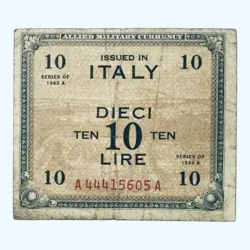 ALLIED MILITARY CURRENCY
ISSUED IN
10 ITALY 10
SERIES OF
1943 A
DIECI
TEN 10 TEN
LIRE
SERIES OF
1943 A
10 10
A44415605A